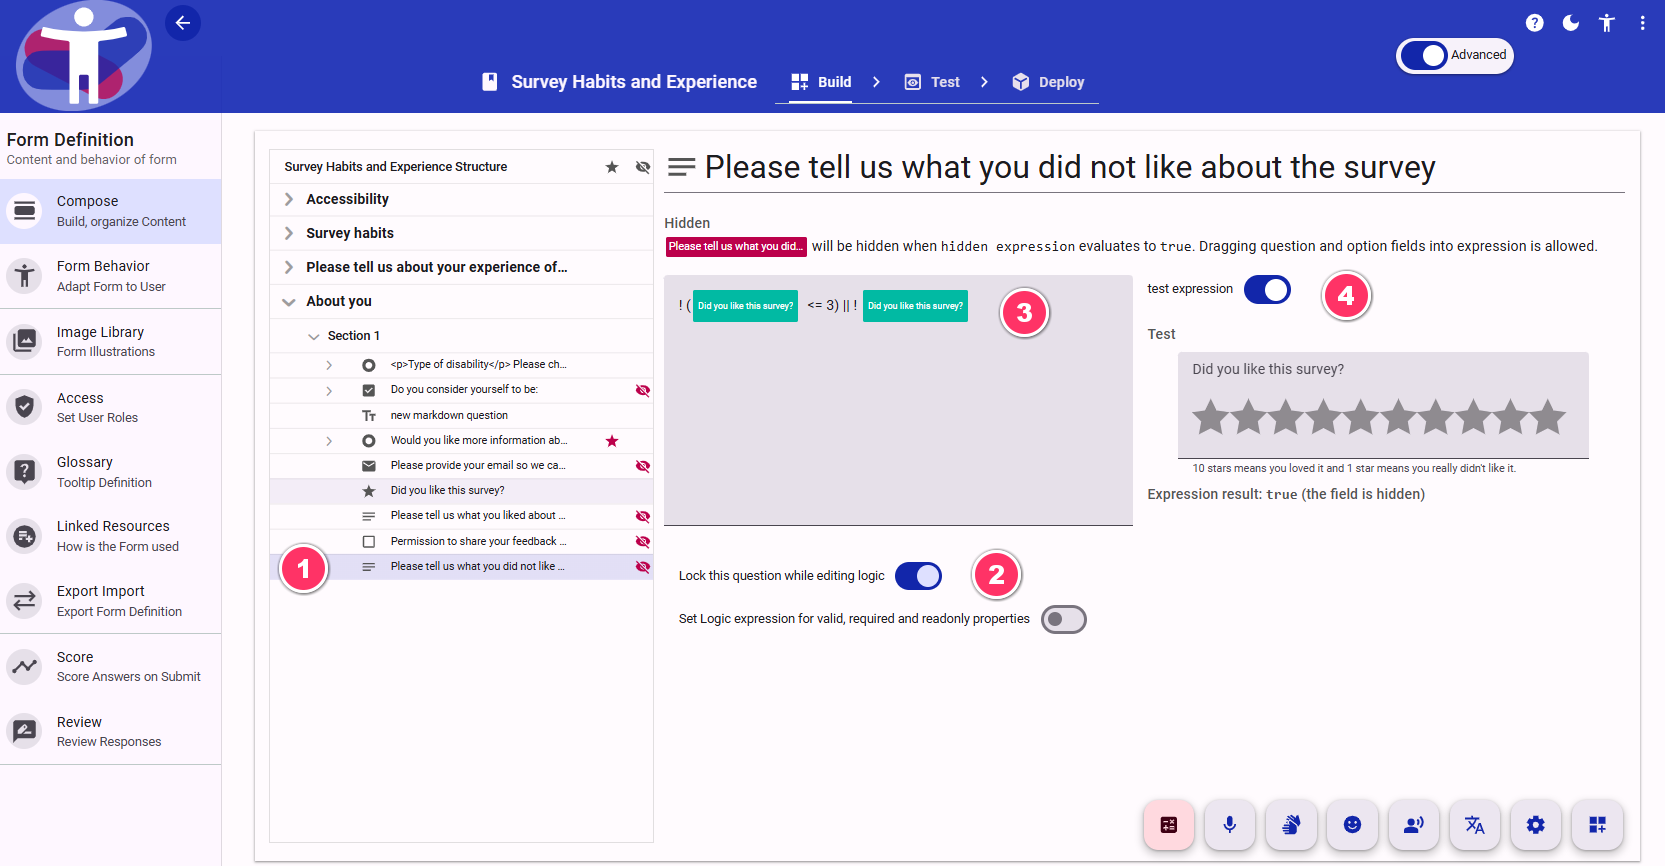 Advanced
Survey Habits and Experience
Build
Test
Deploy
Form Definition
Content and behavior of form
Compose
Build, organize Content
Form Behavior
Adapt Form to User
Image Library
Form Illustrations
Access
Set User Roles
Glossary
Tooltip Definition
Linked Resources
How is the Form used
Export Import
Export Form Definition
Score
Score Answers on Submit
Review
Review Responses
Survey Habits and Experience Structure
Accessibility
Survey habits
Please tell us about your experience of...
About you
Section 1
<p>Type of disability</p> Please ch...
Do you consider yourself to be:
Tт new markdown question
Would you like more information ab...
Please provide your email so we ca...
Did you like this survey?
Please tell us what you liked about ...
Permission to share your feedback ...
1
Please tell us what you did not like ...
Please tell us what you did not like about the survey
Hidden
Please tell us what you did... will be hidden when hidden expression evaluates to true. Dragging question and option fields into expression is allowed.
! ( Did you like this survey? <= 3) || ! Did you like this survey?
3
test expression
4
Test
Did you like this survey?
10 stars means you loved it and 1 star means you really didn't like it.
Expression result: true (the field is hidden)
Lock this question while editing logic
2
Set Logic expression for valid, required and readonly properties